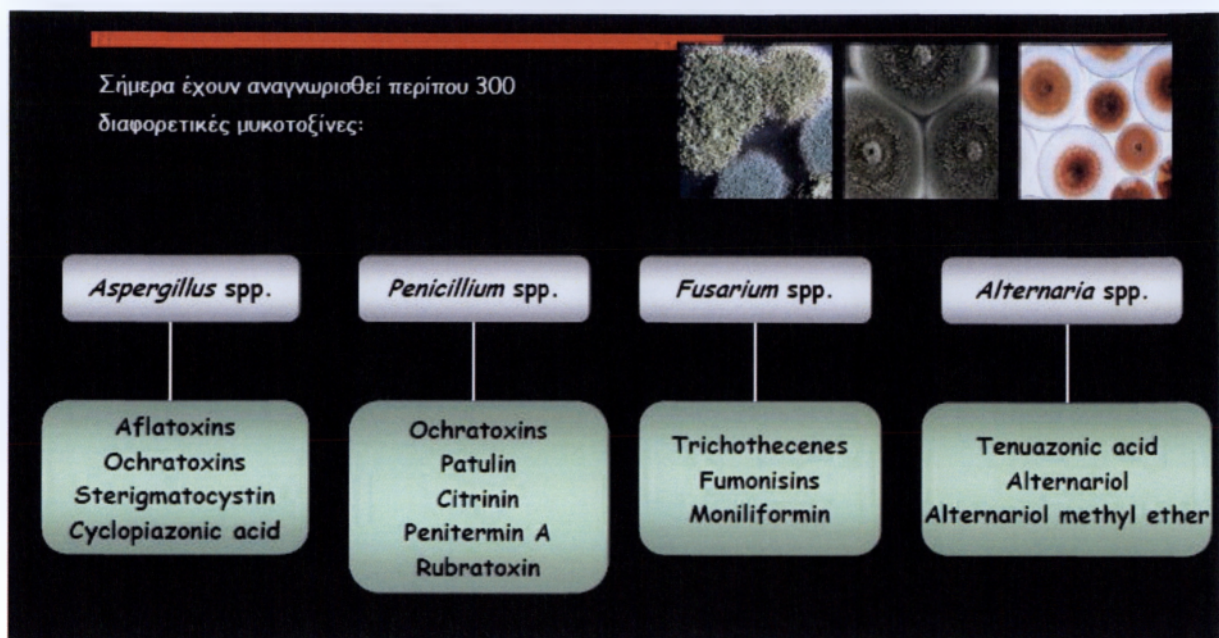 Σήμερα έχουν αναγνωρισθεί περίπου 300
διαφορετικές μυκοτοξίνες:
Aspergillus spp.
Aflatoxins
Ochratoxins
Sterigmatocystin
Cyclopiazonic acid
Penicillium spp.
Ochratoxins
Patulin
Citrinin
Penitermin A
Rubratoxin
Fusarium spp.
Trichothecenes
Fumonisins
Moniliformin
Alternaria spp.
Tenuazonic acid
Alternariol
Alternariol methyl ether